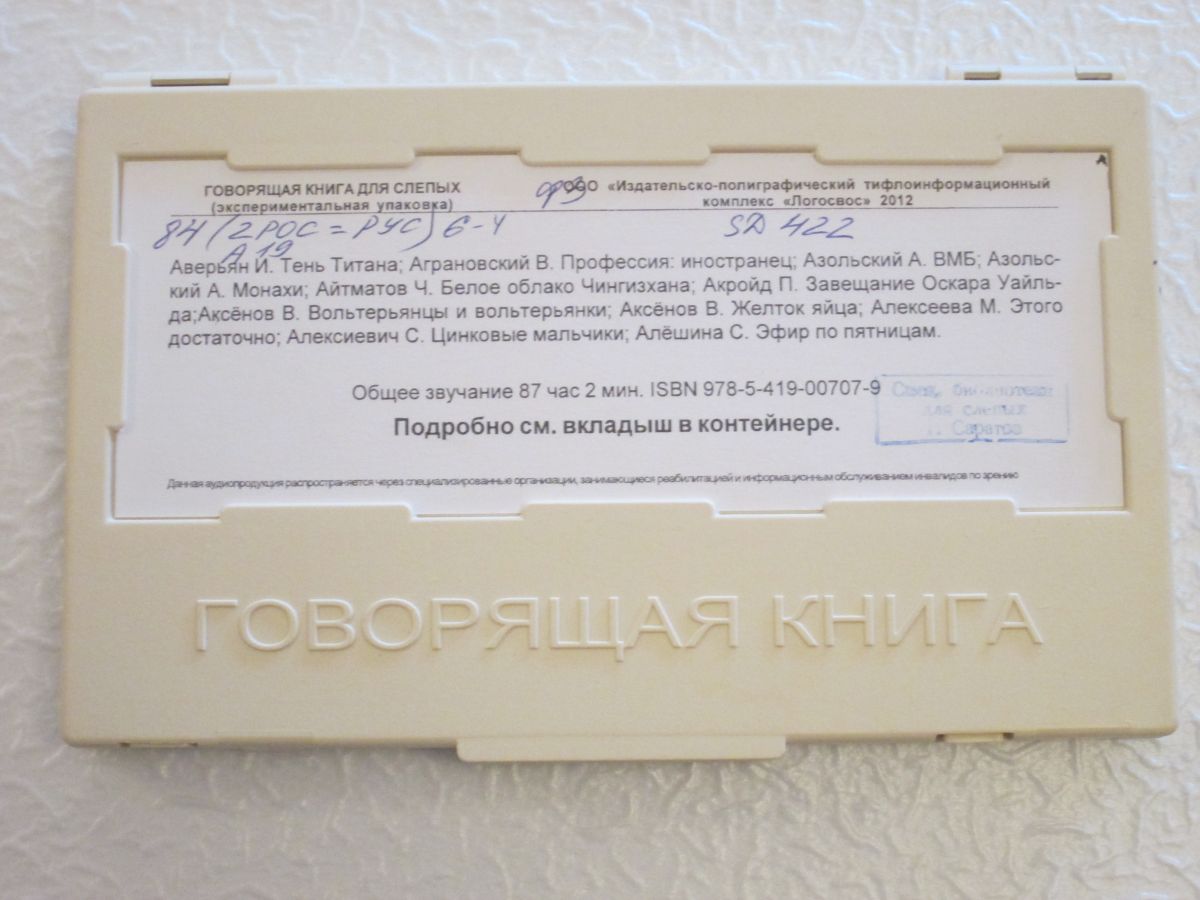 ГОВОРЯЩАЯ КНИГА ДЛЯ СЛЕПЫХ
(экспериментальная упаковка)
ООО «Издательско-полиграфический тифлоинформационный
комплекс «Логосвос» 2012
84 (2РОС=РУС) 6-4
А 19
SD 422
Аверьян И. Тень Титана; Аграновский В. Профессия: иностранец; Азольский А. ВМБ; Азоль-
ский А. Монахи; Айтматов Ч. Белое облако Чингизхана; Акройд П. Завещание Оскара Уайль-
да;Аксёнов В. Вольтерьянцы и вольтерьянки; Аксёнов В. Желток яйца; Алексеева М. Этого
достаточно; Алексиевич С. Цинковые мальчики; Алёшина С. Эфир по пятницам.
Общее звучание 87 час 2 мин. ISBN 978-5-419-00707-9
Подробно см. вкладыш в контейнере.
библиотека
для слепых
г. Саратов
Данная аудиопродукция распространяется через специализированные организации, занимающиеся реабилитацией и информационным обслуживанием инвалидов по зрению
ГОВОРЯЩАЯ КНИГА